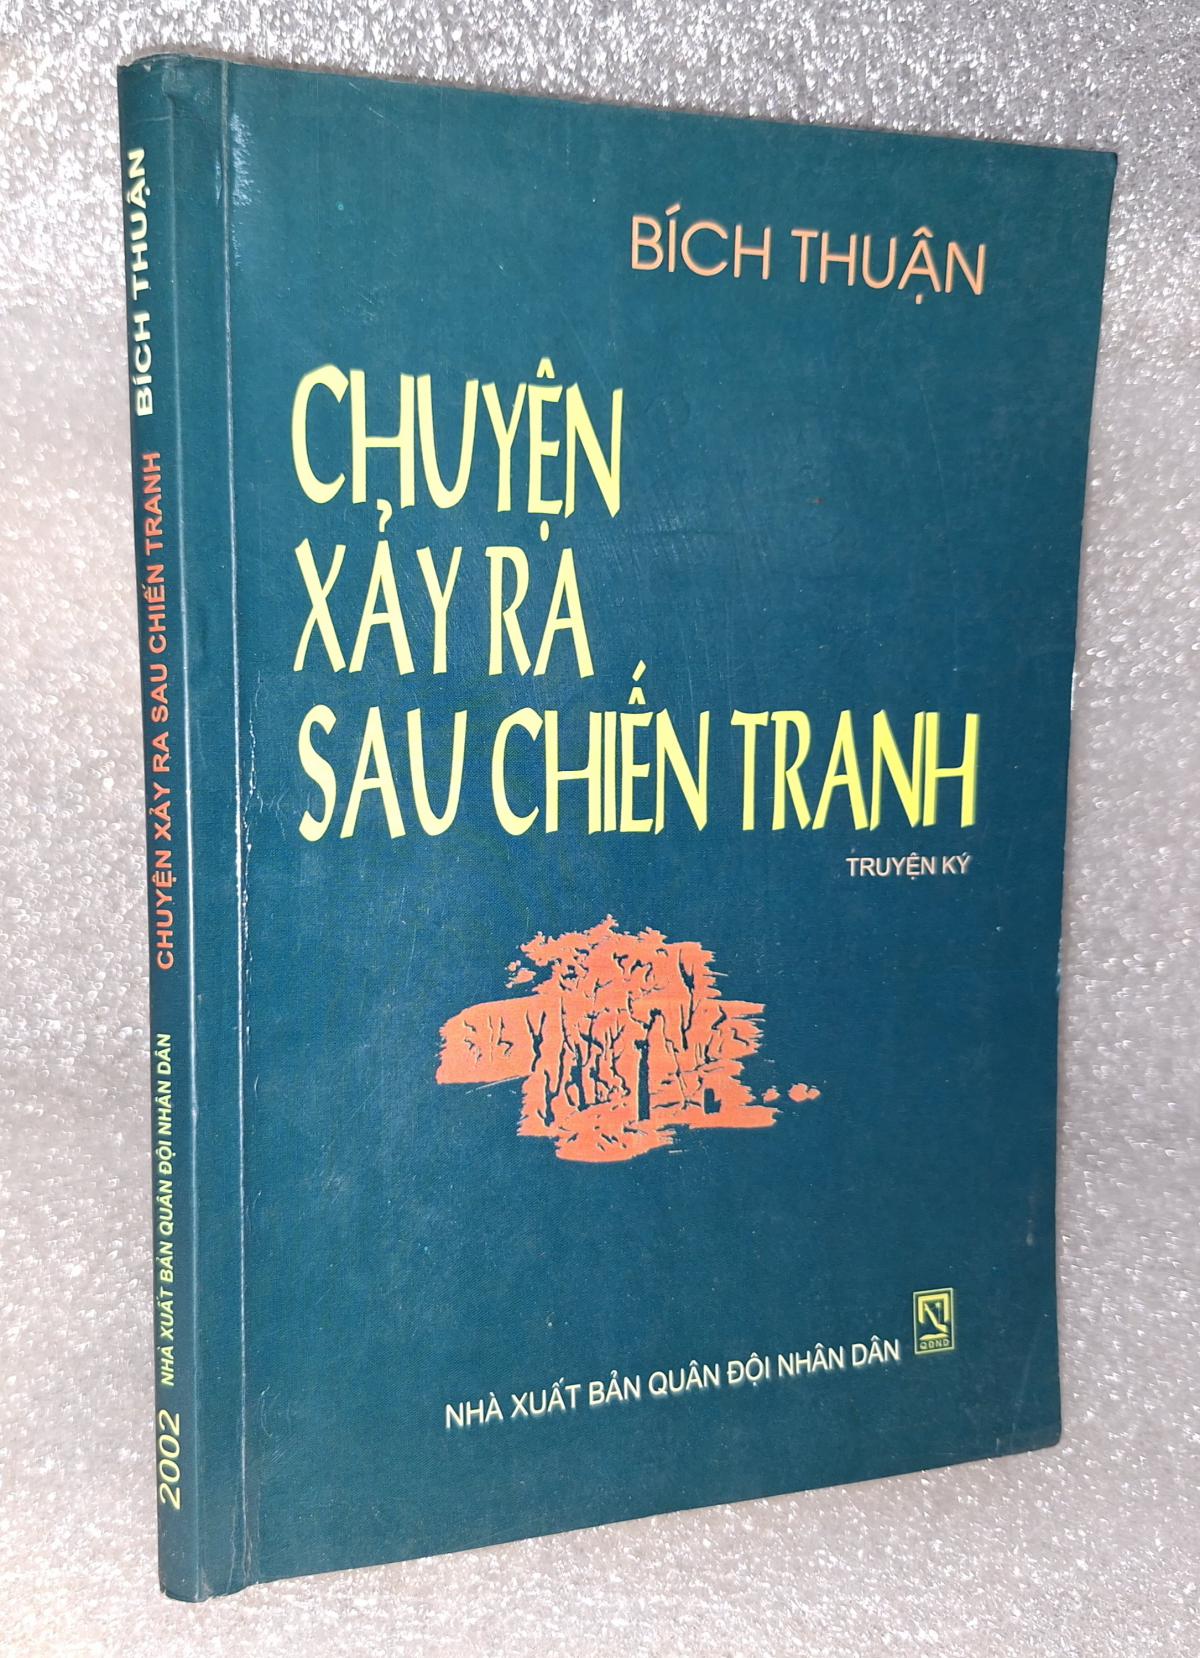 BÍCH THUẬN
CHUYỆN
XẢY RA
SAU CHIẾN TRANH
TRUYỆN KÝ
QĐND
NHÀ XUẤT BẢN QUÂN ĐỘI NHÂN DÂN
BÍCH THUẬN
CHUYỆN XẢY RA SAU CHIẾN TRANH
NHÀ XUẤT BẢN QUÂN ĐỘI NHÂN DÂN
2002